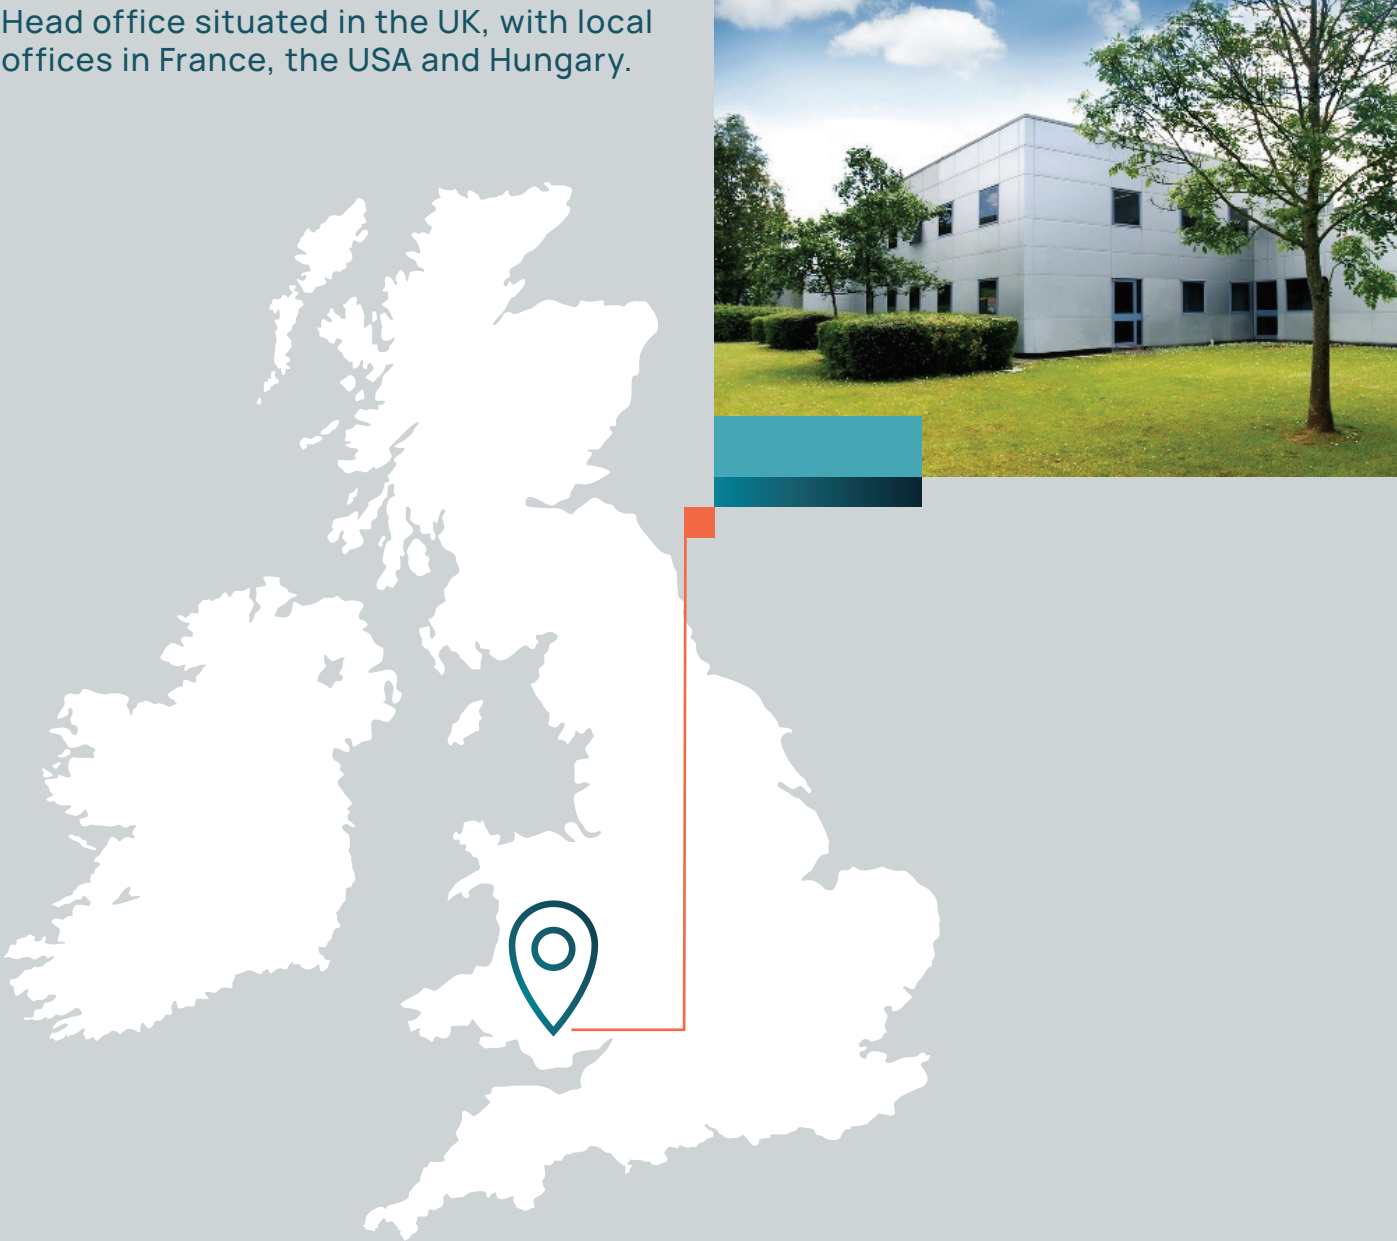 Head office situated in the UK, with local
offices in France, the USA and Hungary.